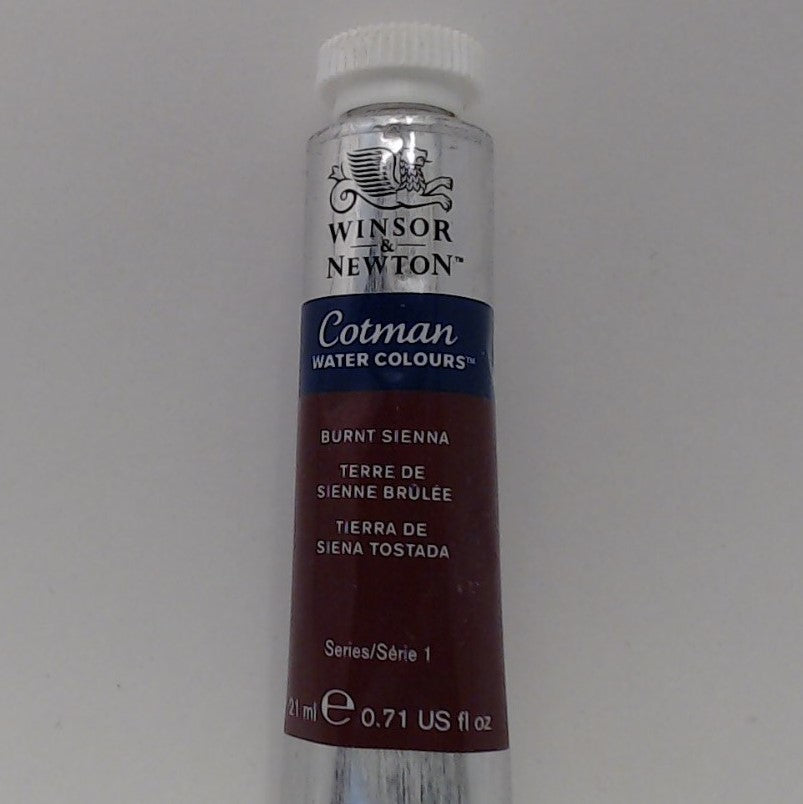 WINSOR
&
NEWTON™
Cotman
WATER COLOURS™
BURNT SIENNA
TERRE DE
SIENNE BRÛLÉE
TIERRA DE
SIENA TOSTADA
Series/Série 1
21 ml ℮ 0.71 US fl oz